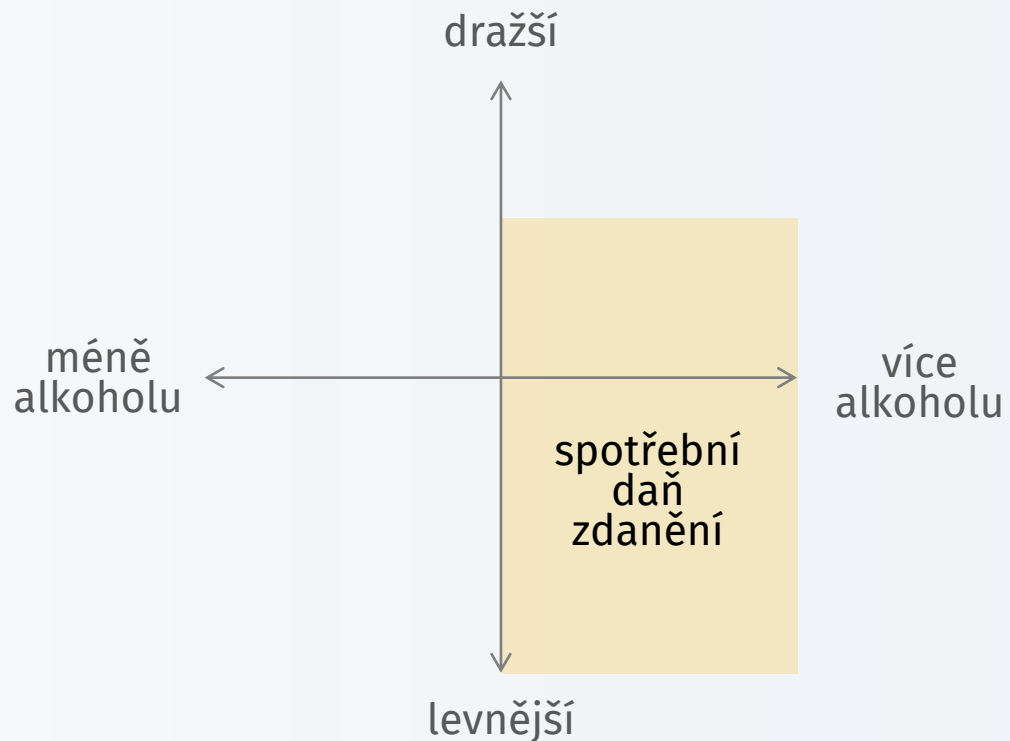 dražší
méně
alkoholu
více
alkoholu
spotřební
daň
zdanění
levnější